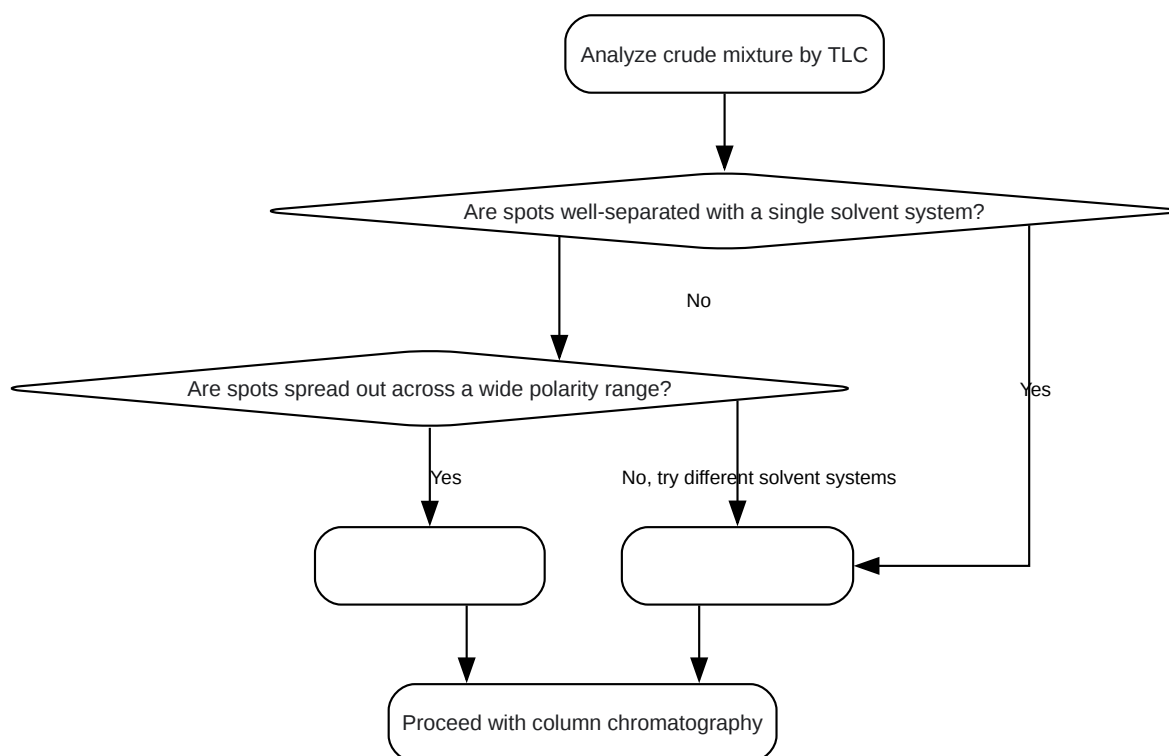 Analyze crude mixture by TLC
Are spots well-separated with a single solvent system?
No
Are spots spread out across a wide polarity range?
Yes
Yes
No, try different solvent systems
Proceed with column chromatography